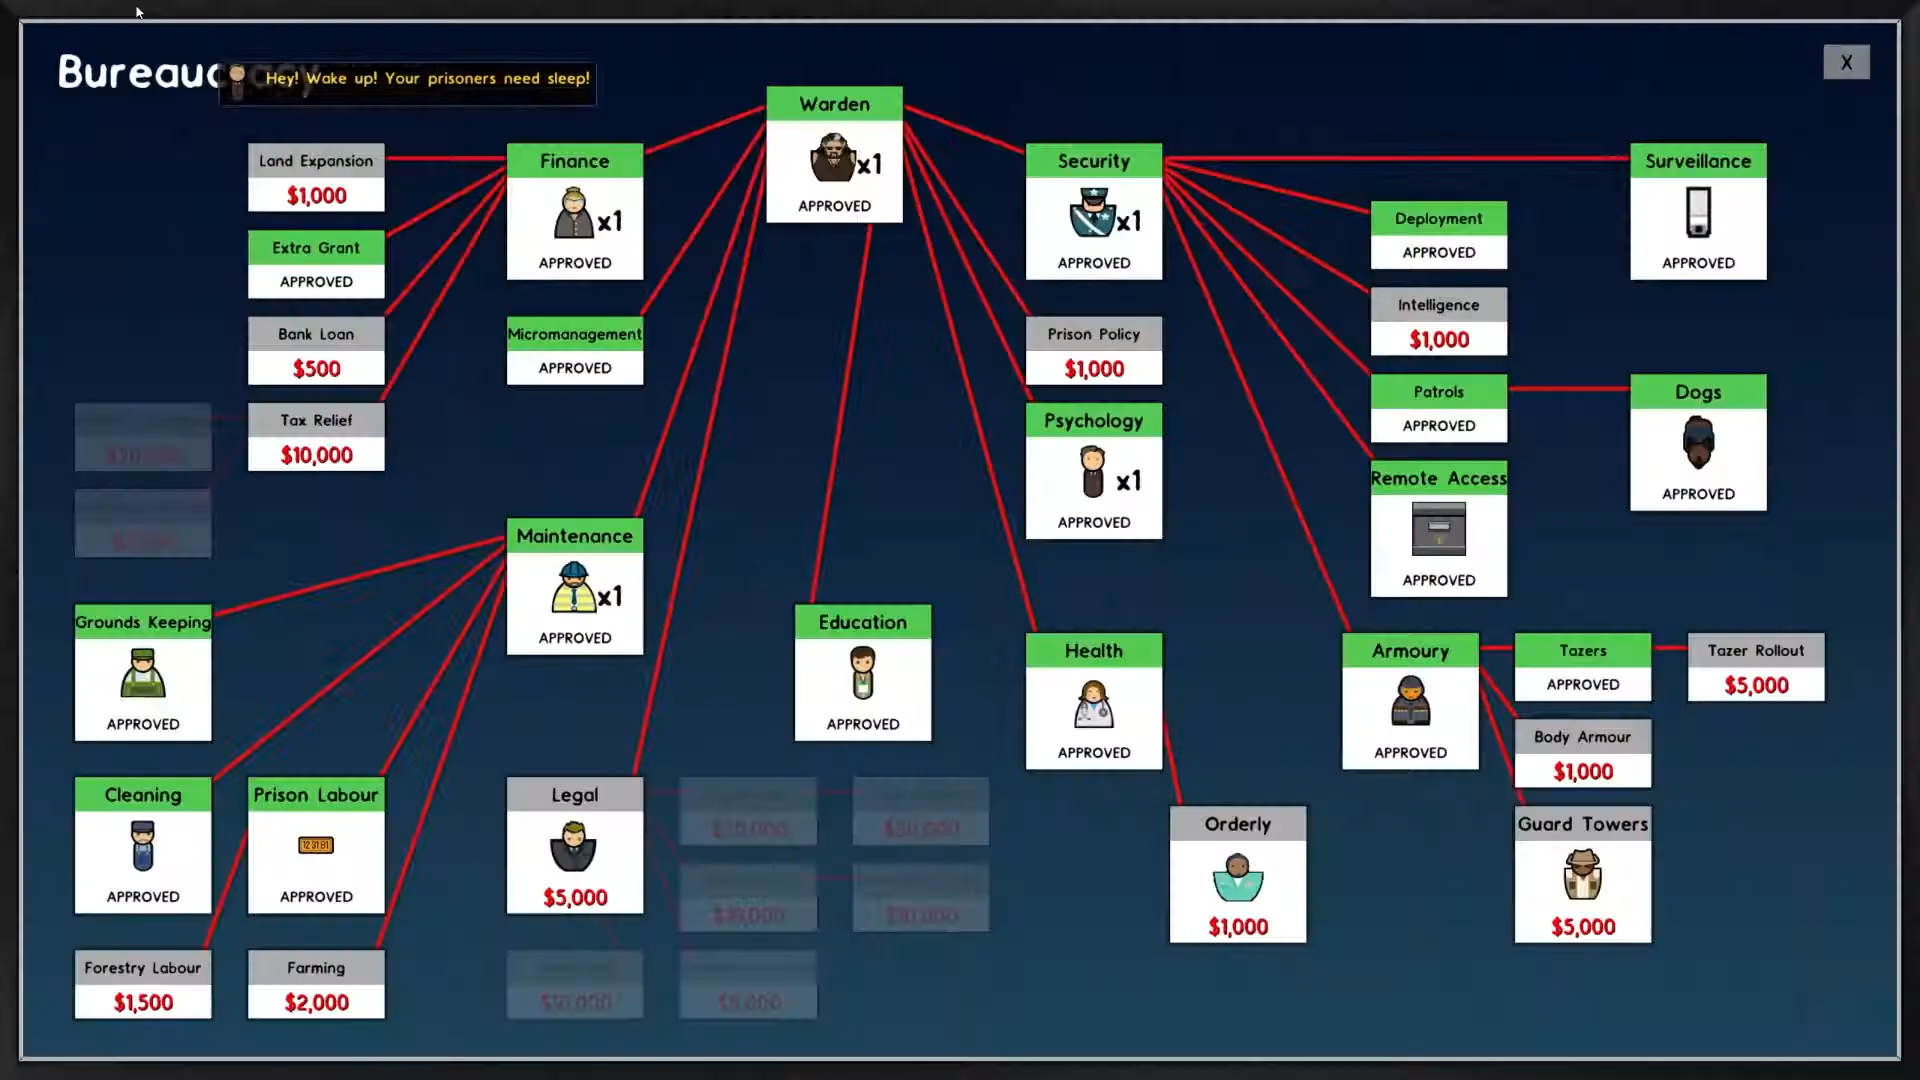 Hey! Wake up! Your prisoners need sleep!
X
Warden
x1
APPROVED
Land Expansion
$1,000
Finance
x1
APPROVED
Security
x1
APPROVED
Surveillance
APPROVED
Extra Grant
APPROVED
Deployment
APPROVED
Bank Loan
$500
Micromanagement
APPROVED
Prison Policy
$1,000
Intelligence
$1,000
Tax Relief
$10,000
Psychology
x1
APPROVED
Patrols
APPROVED
Dogs
APPROVED
Remote Access
APPROVED
Maintenance
x1
APPROVED
Grounds Keeping
APPROVED
Education
APPROVED
Health
APPROVED
Armoury
APPROVED
Tazers
APPROVED
Tazer Rollout
$5,000
Body Armour
$1,000
Cleaning
APPROVED
Prison Labour
APPROVED
Legal
$5,000
Orderly
$1,000
Guard Towers
$5,000
Forestry Labour
$1,500
Farming
$2,000